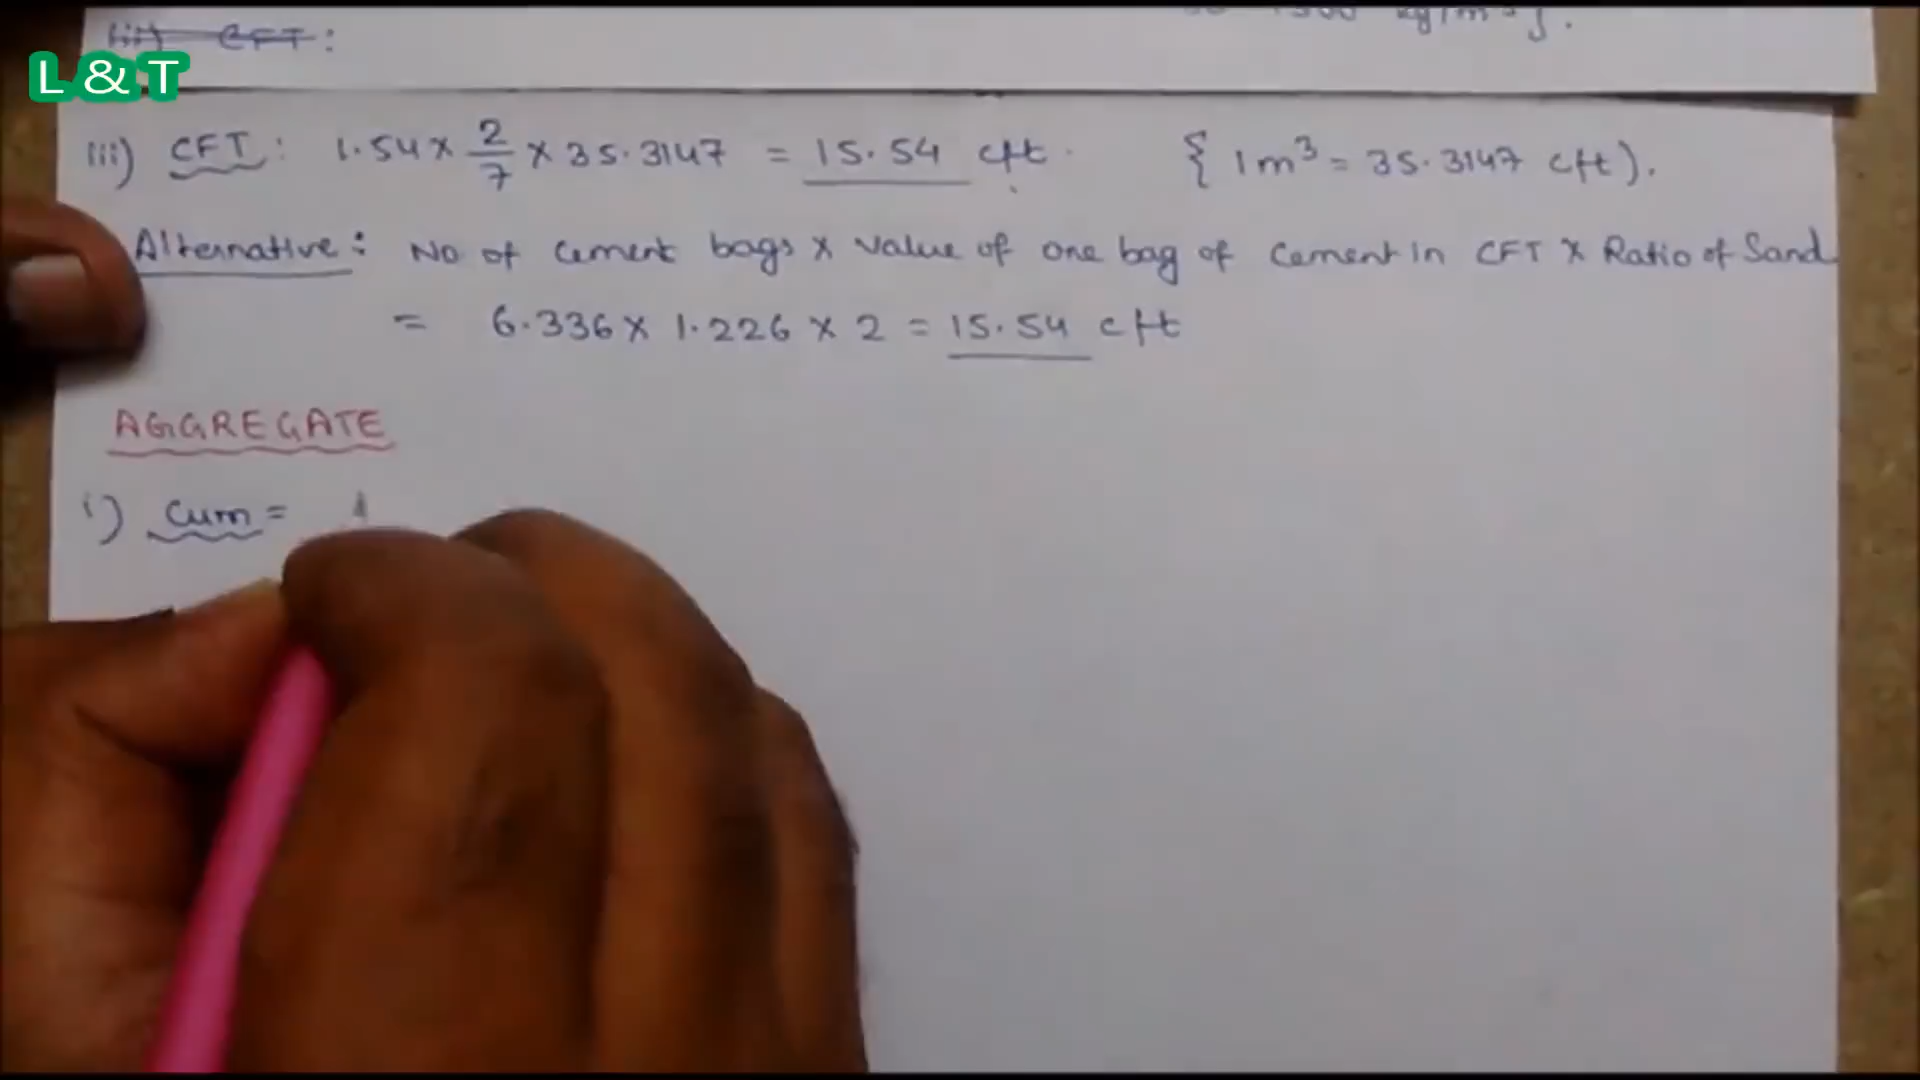 iii) CFT:
L & T
iii) CFT: 1.54 × 2/7 × 35.3147 = 15.54 cft. { 1m³ = 35.3147 cft).
Alternative: No of cement bags × value of one bag of cement in CFT × Ratio of Sand
= 6.336 × 1.226 × 2 = 15.54 cft
AGGREGATE
i) Cum =